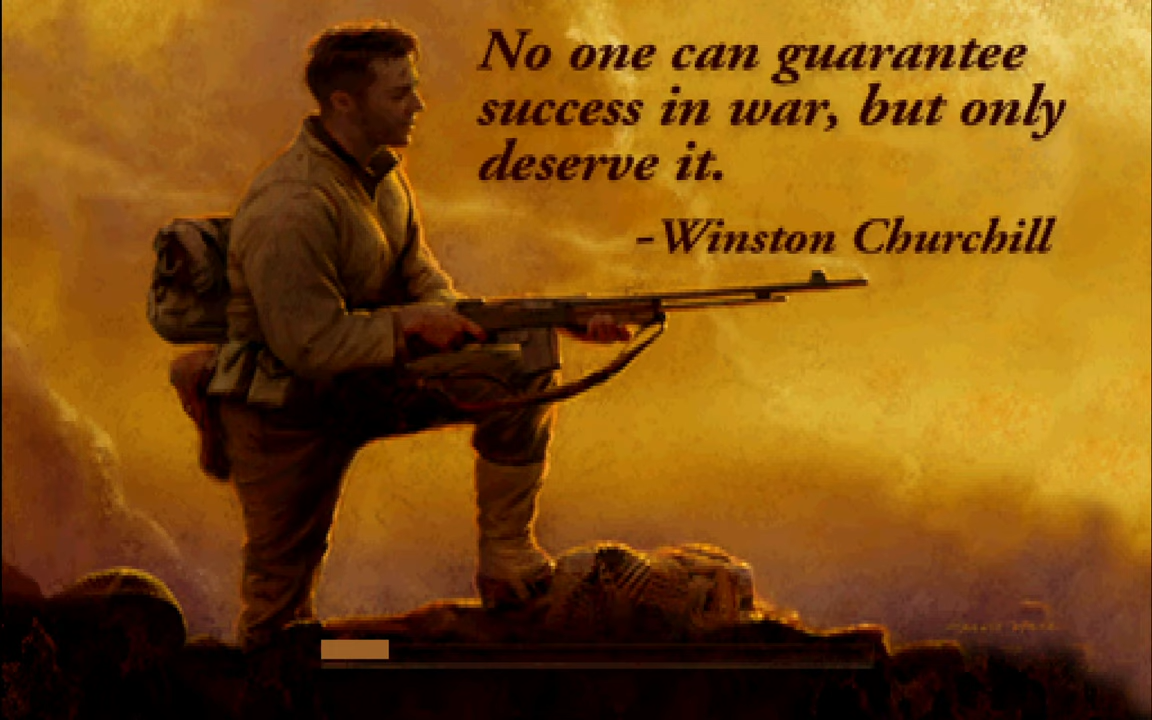 No one can guarantee
success in war, but only
deserve it.
-Winston Churchill